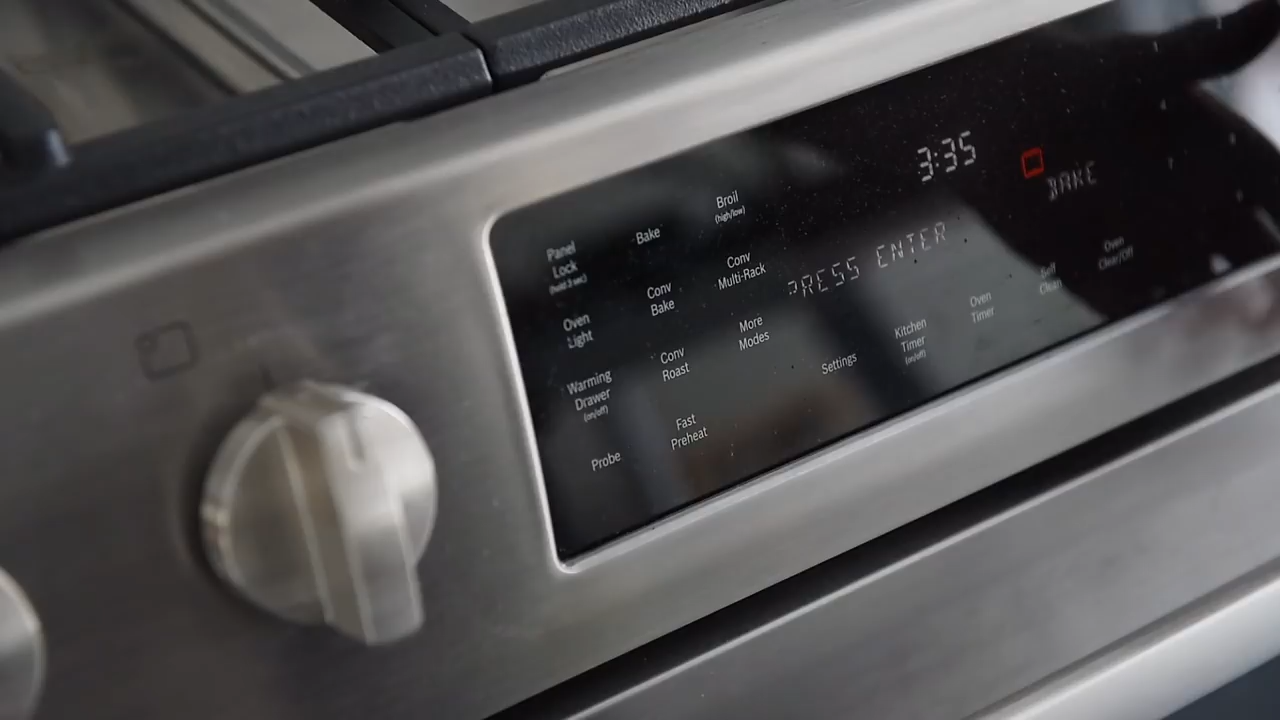 3:35
BAKE
PRESS ENTER
Panel
Lock
(hold 3 sec)
Bake
Broil
(high/low)
Oven
Light
Conv
Bake
Conv
Multi-Rack
Warming
Drawer
(on/off)
Conv
Roast
More
Modes
Probe
Fast
Preheat
Settings
Kitchen
Timer
(on/off)
Oven
Timer
Self
Clean
Oven
Clear/Off